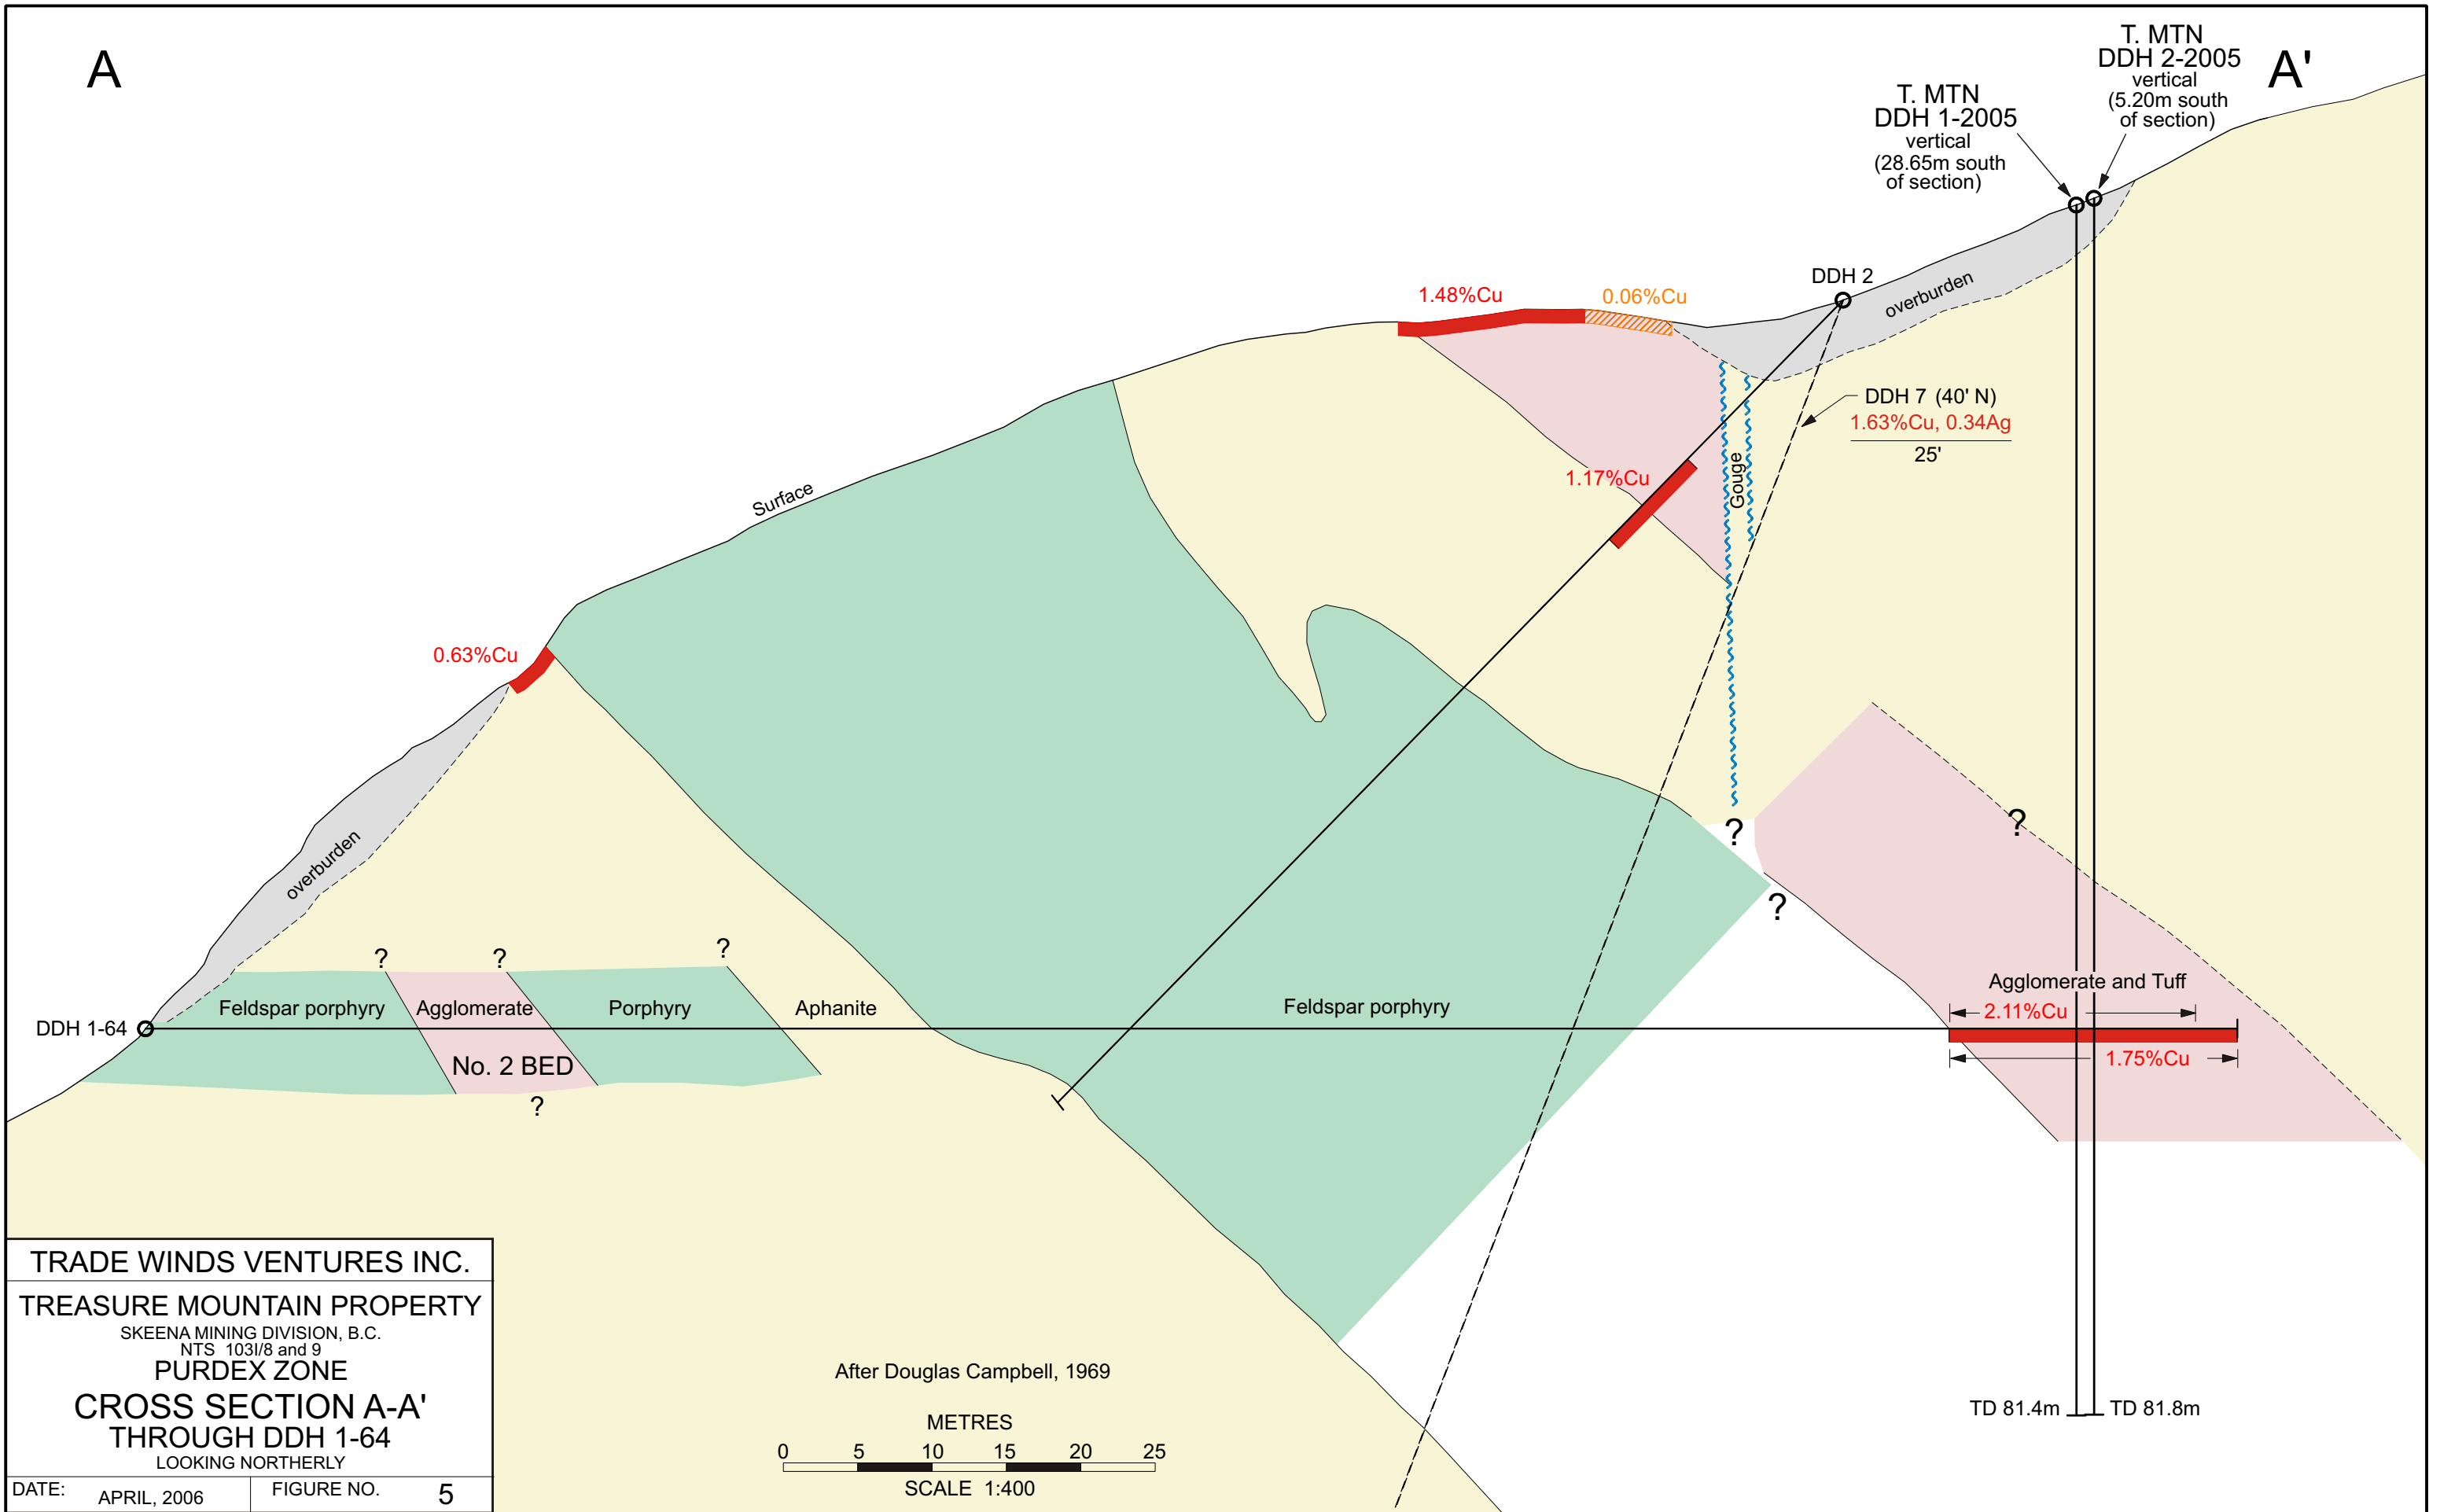 A
A'
T. MTN
DDH 2-2005
vertical
(5.20m south
of section)
T. MTN
DDH 1-2005
vertical
(28.65m south
of section)
DDH 2
overburden
1.48%Cu
0.06%Cu
DDH 7 (40' N)
1.63%Cu, 0.34Ag
25'
1.17%Cu
Gouge
Surface
0.63%Cu
overburden
?
?
?
?
?
?
Feldspar porphyry
Agglomerate
Porphyry
Aphanite
Feldspar porphyry
Agglomerate and Tuff
2.11%Cu
DDH 1-64
1.75%Cu
No. 2 BED
?
TRADE WINDS VENTURES INC.
TREASURE MOUNTAIN PROPERTY
SKEENA MINING DIVISION, B.C.
NTS 103I/8 and 9
PURDEX ZONE
CROSS SECTION A-A'
THROUGH DDH 1-64
LOOKING NORTHERLY
DATE: APRIL, 2006
FIGURE NO. 5
After Douglas Campbell, 1969
METRES
0 5 10 15 20 25
SCALE 1:400
TD 81.4m
TD 81.8m